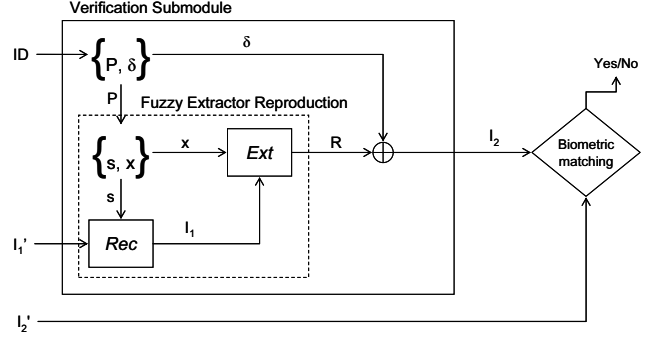 Verification Submodule
δ
ID
{P, δ}
Yes/No
P
Fuzzy Extractor Reproduction
{s, x}
x
Ext
R
I₂
Biometric
matching
s
I₁'
Rec
I₁
I₂'